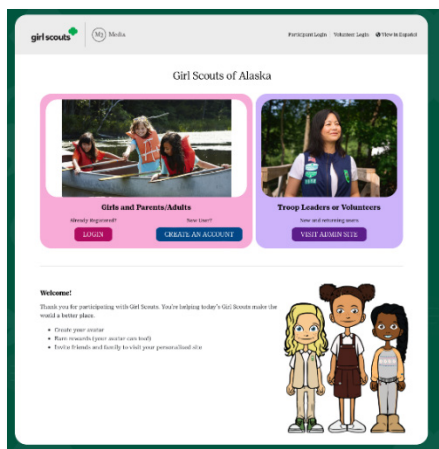 girl scouts
M2 Media
Participant Login
Volunteer Login
View in Español
Girl Scouts of Alaska
Girls and Parents/Adults
Already Registered?
New User?
LOGIN
CREATE AN ACCOUNT
Troop Leaders or Volunteers
New and returning users
VISIT ADMIN SITE
Welcome!
Thank you for participating with Girl Scouts. You're helping today's Girl Scouts make the
world a better place.
Create your avatar
Earn rewards (your avatar can too!)
Invite friends and family to visit your personalized site